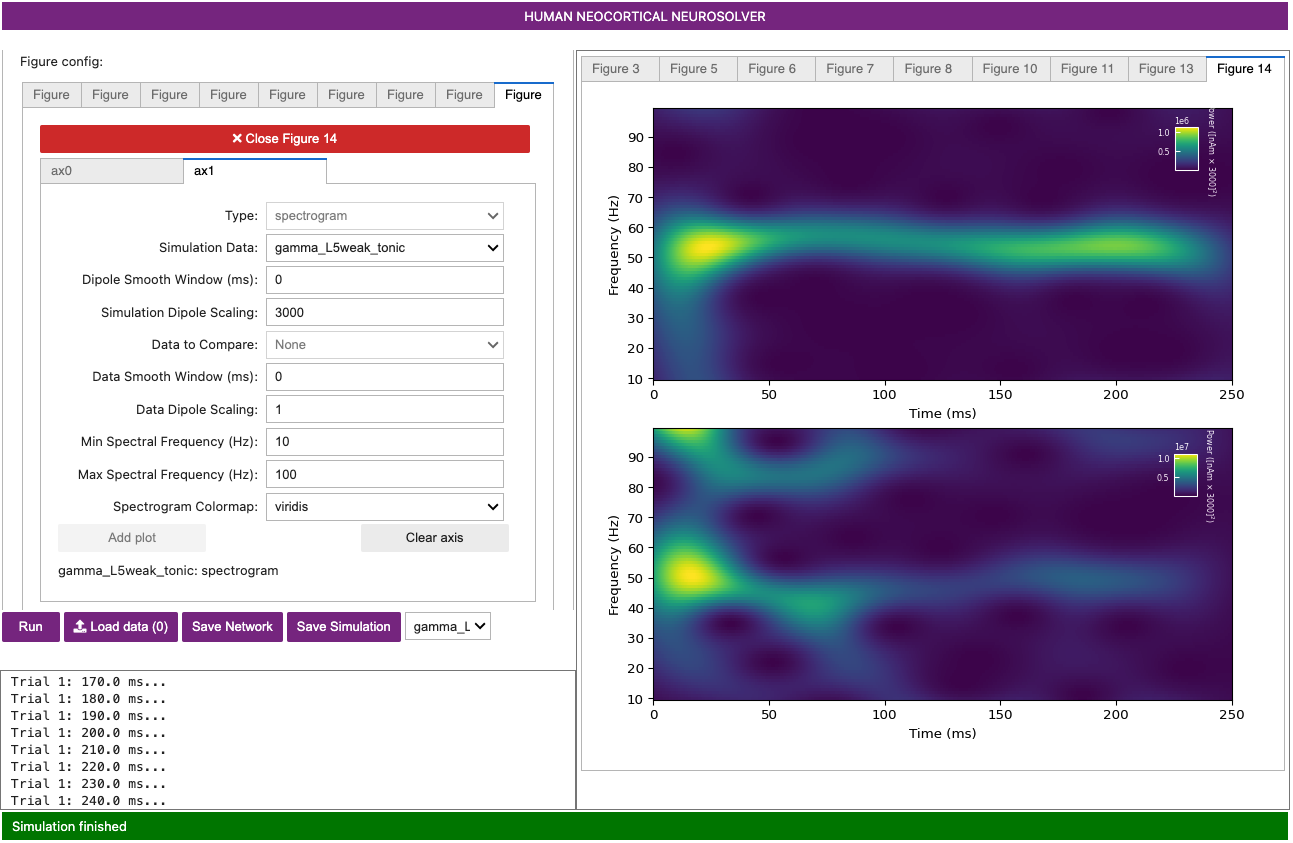 HUMAN NEOCORTICAL NEUROSOLVER
Figure config:
Figure Figure Figure Figure Figure Figure Figure Figure Figure
Close Figure 14
ax0 ax1
Type: spectrogram
Simulation Data: gamma_L5weak_tonic
Dipole Smooth Window (ms): 0
Simulation Dipole Scaling: 3000
Data to Compare: None
Data Smooth Window (ms): 0
Data Dipole Scaling: 1
Min Spectral Frequency (Hz): 10
Max Spectral Frequency (Hz): 100
Spectrogram Colormap: viridis
Add plot Clear axis
gamma_L5weak_tonic: spectrogram
Run Load data (0) Save Network Save Simulation gamma_L
Trial 1: 170.0 ms...
Trial 1: 180.0 ms...
Trial 1: 190.0 ms...
Trial 1: 200.0 ms...
Trial 1: 210.0 ms...
Trial 1: 220.0 ms...
Trial 1: 230.0 ms...
Trial 1: 240.0 ms...
Figure 3 Figure 5 Figure 6 Figure 7 Figure 8 Figure 10 Figure 11 Figure 13 Figure 14
90
80
70
60
50
40
30
20
10
Frequency (Hz)
0 50 100 150 200 250
Time (ms)
1e6
1.0
0.5
ower ([nAm × 3000]²)
90
80
70
60
50
40
30
20
10
Frequency (Hz)
0 50 100 150 200 250
Time (ms)
1e7
1.0
0.5
Power ([nAm × 3000]²)
Simulation finished